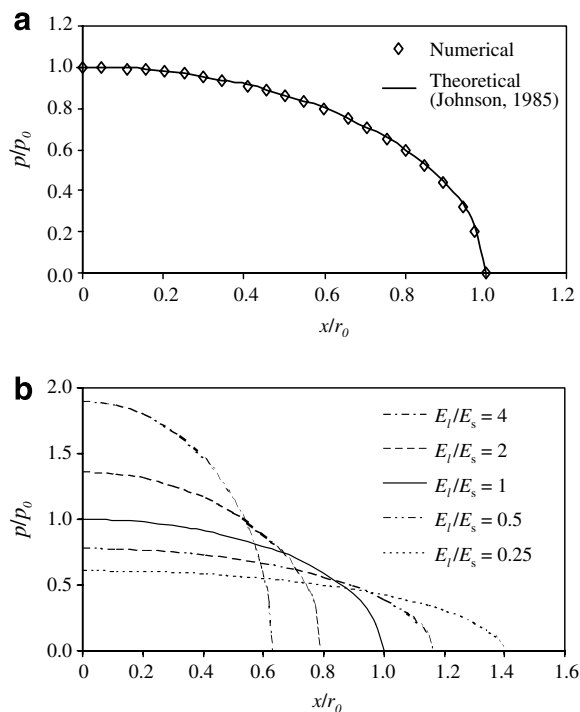 a
1.2
1.0
0.8
0.6
0.4
0.2
0.0
p/p0
Numerical
Theoretical
(Johnson, 1985)
0 0.2 0.4 0.6 0.8 1.0 1.2
x/r0
b
2.0
1.5
1.0
0.5
0.0
p/p0
El/Es = 4
El/Es = 2
El/Es = 1
El/Es = 0.5
El/Es = 0.25
0.0 0.2 0.4 0.6 0.8 1.0 1.2 1.4 1.6
x/r0